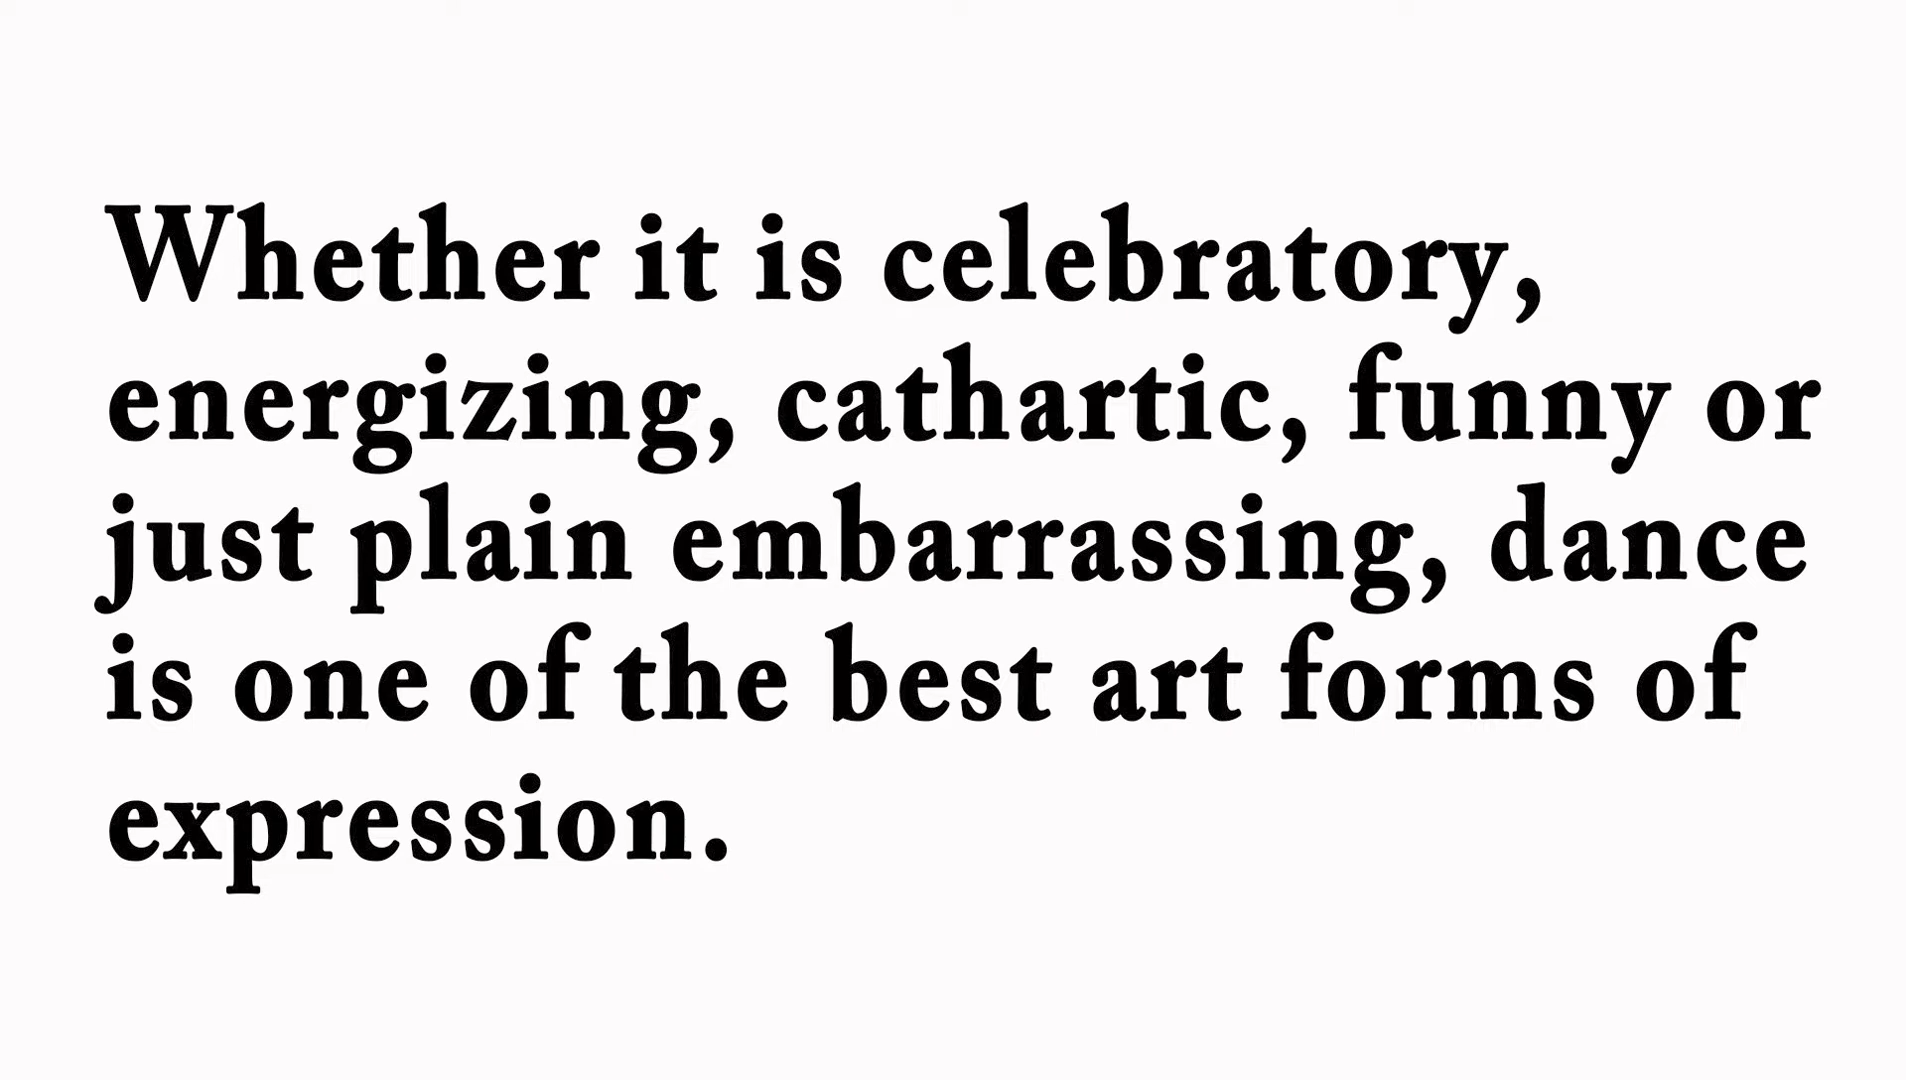 Whether it is celebratory,
energizing, cathartic, funny or
just plain embarrassing, dance
is one of the best art forms of
expression.